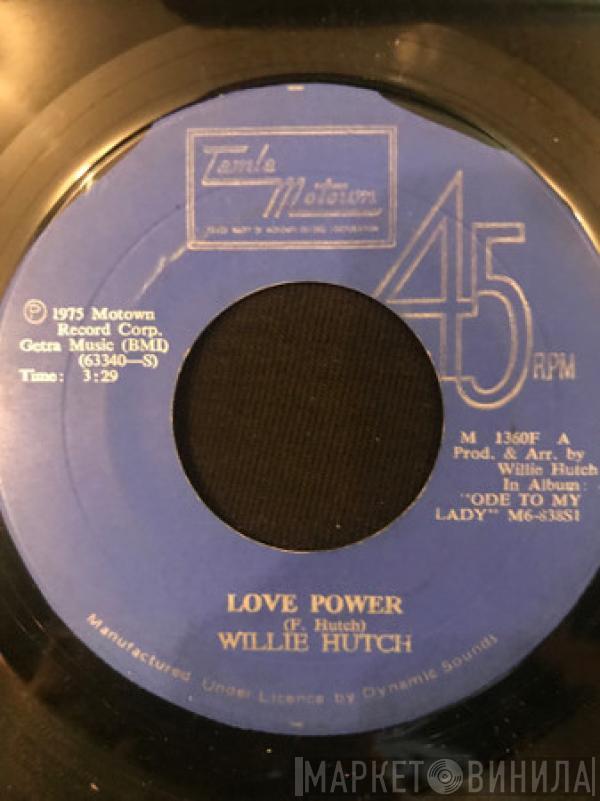 Tamla
Motown
45
RPM
℗ 1975 Motown
Record Corp.
Getra Music (BMI)
(63340—S)
Time: 3:29
M 1360F A
Prod. & Arr. by
Willie Hutch
In Album:
"ODE TO MY
LADY" M6-838S1
LOVE POWER
(F. Hutch)
WILLIE HUTCH
Manufactured Under Licence by Dynamic Sounds
МАРКЕТ ВИНИЛА